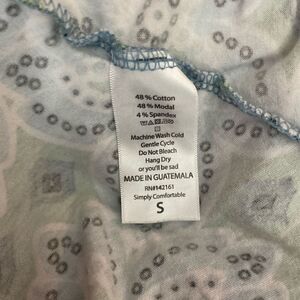 48% Cotton
48% Modal
4% Spandex
Machine Wash Cold
Gentle Cycle
Do Not Bleach
Hang Dry
or you'll be sad
MADE IN GUATEMALA
RN#142161
Simply Comfortable
S